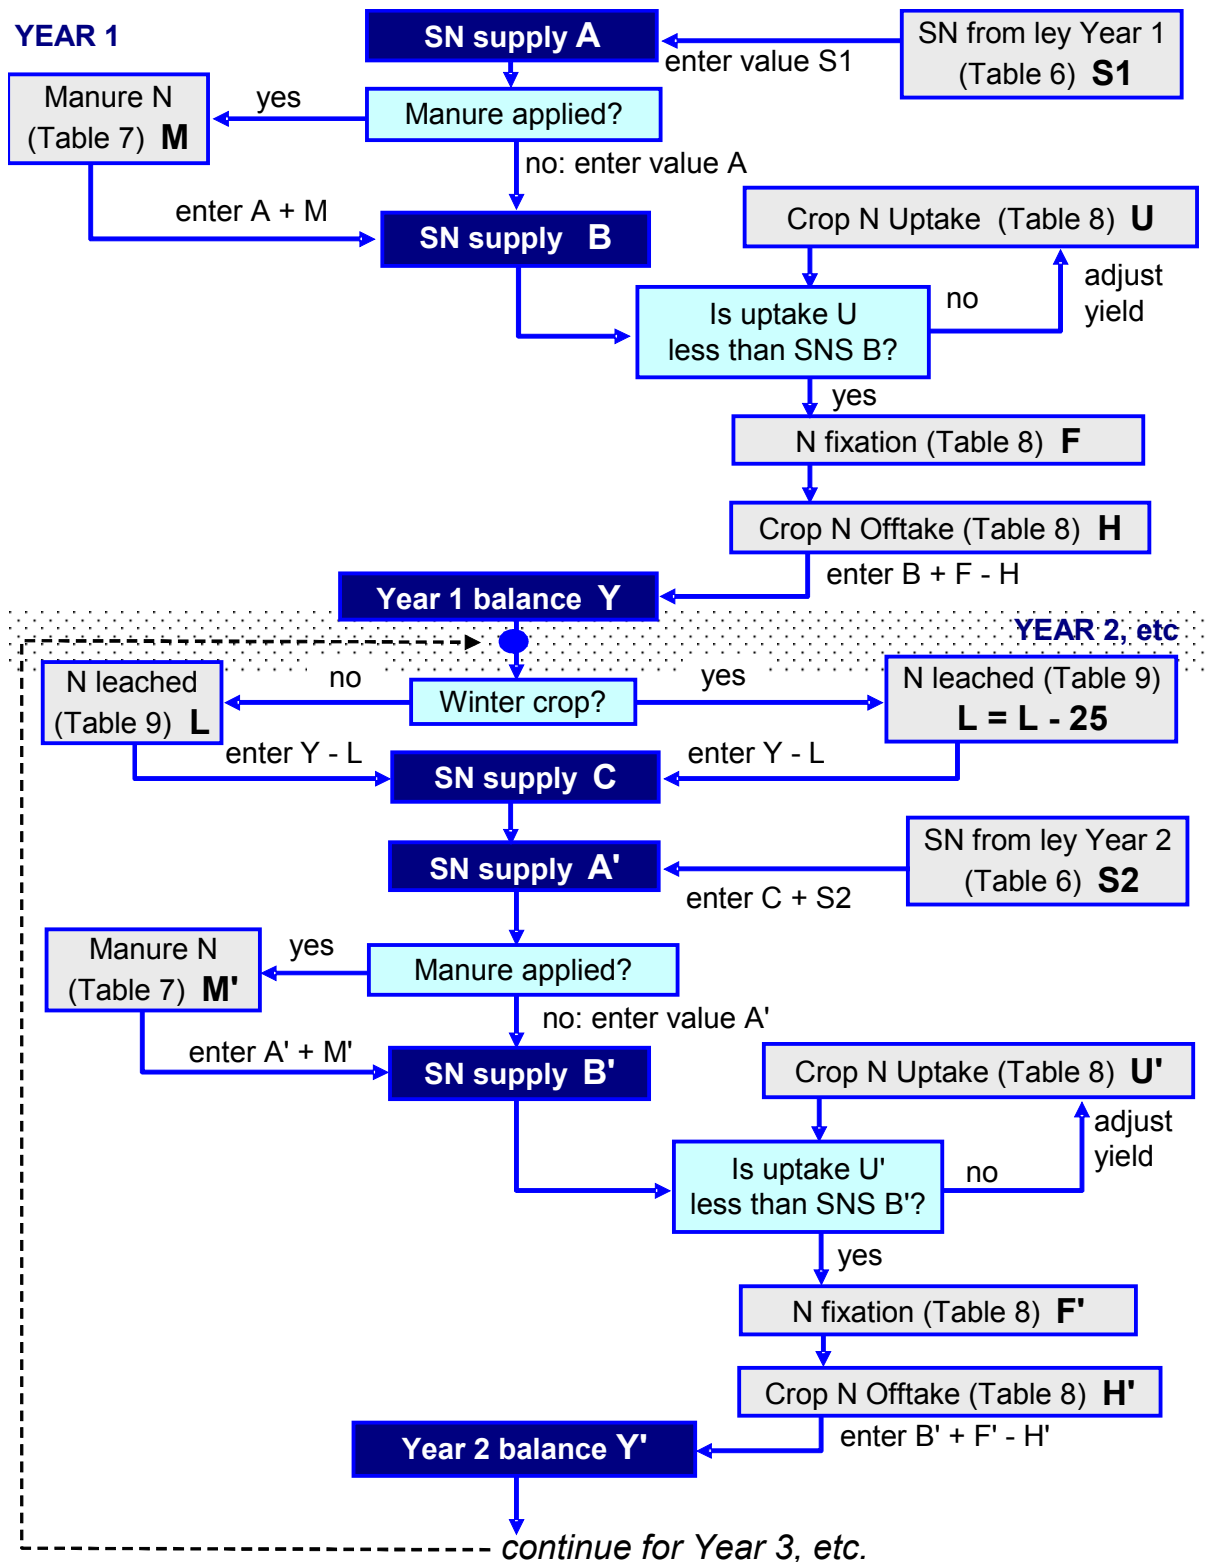 YEAR 1
SN supply A
enter value S1
SN from ley Year 1
(Table 6) S1
Manure N
(Table 7) M
yes
Manure applied?
no: enter value A
enter A + M
SN supply B
Crop N Uptake (Table 8) U
adjust
yield
no
Is uptake U
less than SNS B?
yes
N fixation (Table 8) F
Crop N Offtake (Table 8) H
enter B + F - H
Year 1 balance Y
YEAR 2, etc
N leached
(Table 9) L
no
Winter crop?
yes
N leached (Table 9)
L = L - 25
enter Y - L
enter Y - L
SN supply C
SN supply A'
enter C + S2
SN from ley Year 2
(Table 6) S2
Manure N
(Table 7) M'
yes
Manure applied?
no: enter value A'
enter A' + M'
SN supply B'
Crop N Uptake (Table 8) U'
adjust
yield
no
Is uptake U'
less than SNS B'?
yes
N fixation (Table 8) F'
Crop N Offtake (Table 8) H'
enter B' + F' - H'
Year 2 balance Y'
continue for Year 3, etc.